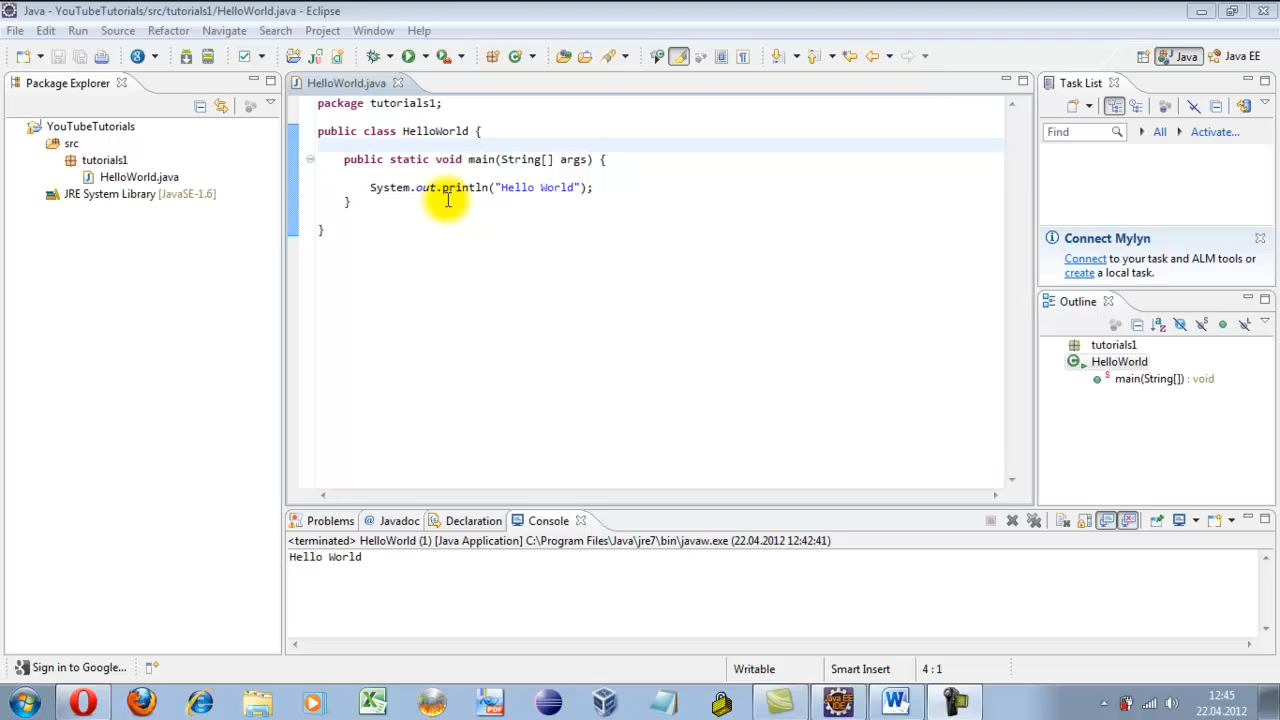 Java - YouTubeTutorials/src/tutorials1/HelloWorld.java - Eclipse
File Edit Run Source Refactor Navigate Search Project Window Help
Java Java EE
Package Explorer
YouTubeTutorials
src
tutorials1
HelloWorld.java
JRE System Library [JavaSE-1.6]
HelloWorld.java
package tutorials1;
public class HelloWorld {
public static void main(String[] args) {
System.out.println("Hello World");
}
}
Task List
Find All Activate...
Connect Mylyn
Connect to your task and ALM tools or
create a local task.
Outline
tutorials1
HelloWorld
main(String[]) : void
Problems @ Javadoc Declaration Console
<terminated> HelloWorld (1) [Java Application] C:\Program Files\Java\jre7\bin\javaw.exe (22.04.2012 12:42:41)
Hello World
Sign in to Google... Writable Smart Insert 4 : 1
12:45
22.04.2012